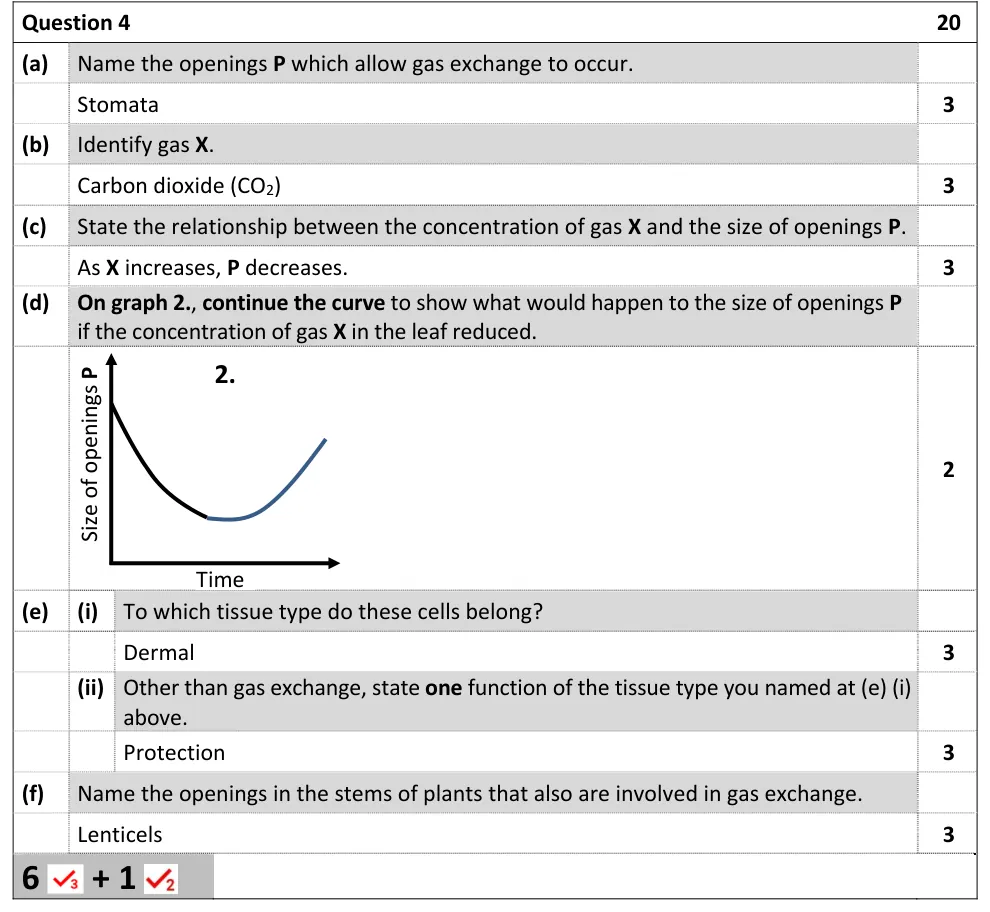 Question 4 20
(a) Name the openings P which allow gas exchange to occur.
Stomata 3
(b) Identify gas X.
Carbon dioxide (CO₂) 3
(c) State the relationship between the concentration of gas X and the size of openings P.
As X increases, P decreases. 3
(d) On graph 2., continue the curve to show what would happen to the size of openings P
if the concentration of gas X in the leaf reduced.
2.
Size of openings P
2
Time
(e) (i) To which tissue type do these cells belong?
Dermal 3
(ii) Other than gas exchange, state one function of the tissue type you named at (e) (i)
above.
Protection 3
(f) Name the openings in the stems of plants that also are involved in gas exchange.
Lenticels 3
6 ✓3 + 1 ✓2